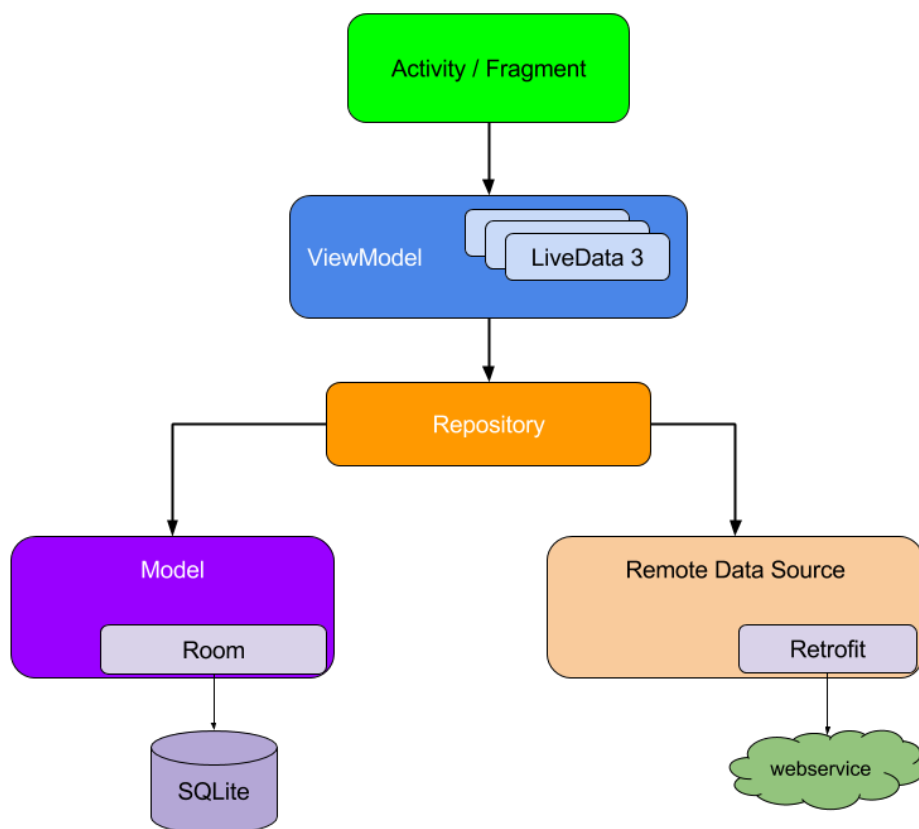 Activity / Fragment
ViewModel
LiveData 3
Repository
Model
Remote Data Source
Room
Retrofit
SQLite
webservice